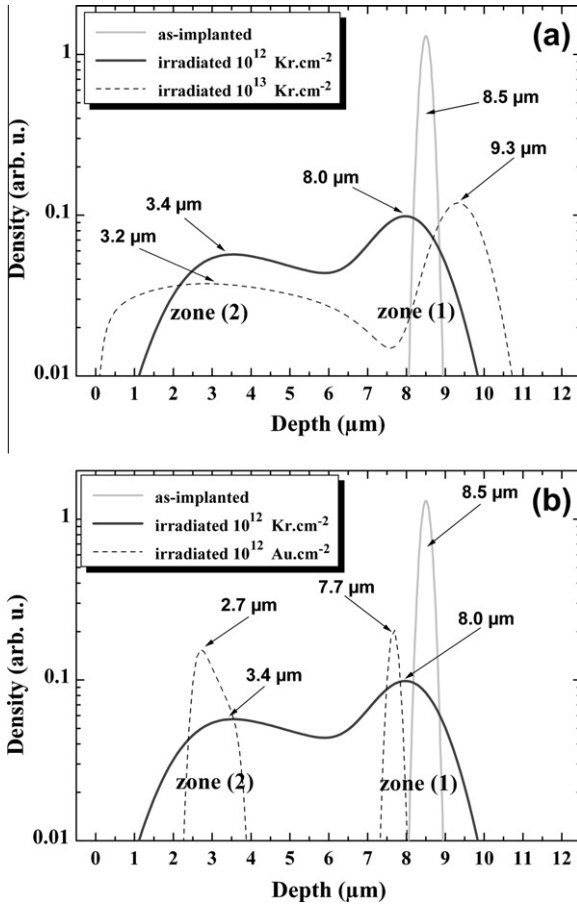 as-implanted
irradiated 10¹² Kr.cm⁻²
irradiated 10¹³ Kr.cm⁻²
(a)
8.5 µm
9.3 µm
8.0 µm
3.4 µm
3.2 µm
zone (2)
zone (1)
1
0.1
0.01
Density (arb. u.)
0 1 2 3 4 5 6 7 8 9 10 11 12
Depth (µm)
as-implanted
irradiated 10¹² Kr.cm⁻²
irradiated 10¹² Au.cm⁻²
(b)
8.5 µm
7.7 µm
2.7 µm
8.0 µm
3.4 µm
zone (2)
zone (1)
1
0.1
0.01
Density (arb. u.)
0 1 2 3 4 5 6 7 8 9 10 11 12
Depth (µm)